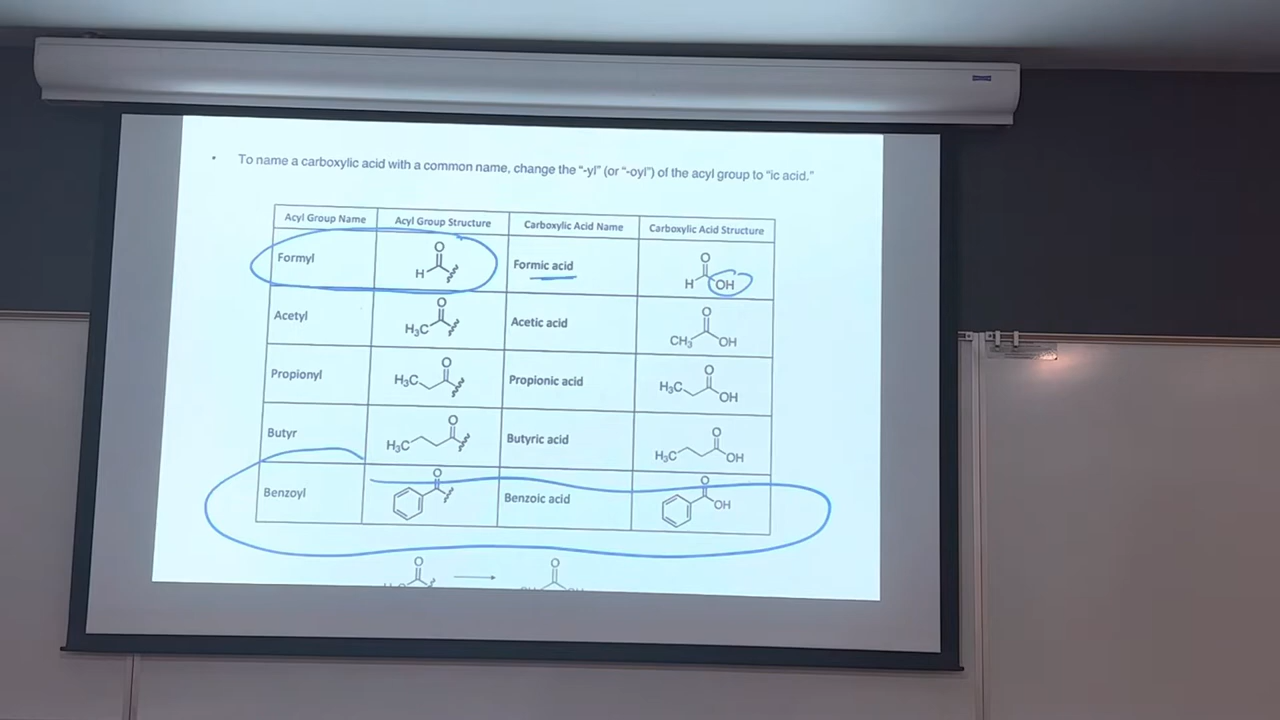 • To name a carboxylic acid with a common name, change the “-yl” (or “-oyl”) of the acyl group to “ic acid.”
Acyl Group Name Acyl Group Structure Carboxylic Acid Name Carboxylic Acid Structure
Formyl O H Formic acid O H OH
Acetyl O H₃C Acetic acid O CH₃ OH
Propionyl O H₃C Propionic acid O H₃C OH
Butyr O H₃C Butyric acid O H₃C OH
Benzoyl O Benzoic acid O OH
O O